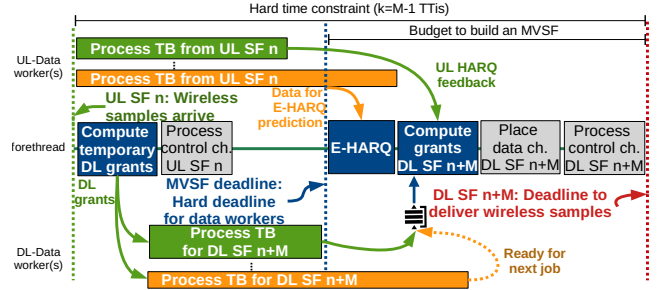 Hard time constraint (k=M-1 TTis)
Budget to build an MVSF
UL-Data
worker(s)
Process TB from UL SF n
Process TB from UL SF n
UL HARQ
feedback
Data for
E-HARQ
prediction
UL SF n: Wireless
samples arrive
forethread
Compute
temporary
DL grants
Process
control ch.
UL SF n
E-HARQ
Compute
grants
DL SF n+M
Place
data ch.
DL SF n+M
Process
control ch.
DL SF n+M
DL
grants
MVSF deadline:
Hard deadline
for data workers
DL SF n+M: Deadline to
deliver wireless samples
DL-Data
worker(s)
Process TB
for DL SF n+M
Process TB for DL SF n+M
Ready for
next job